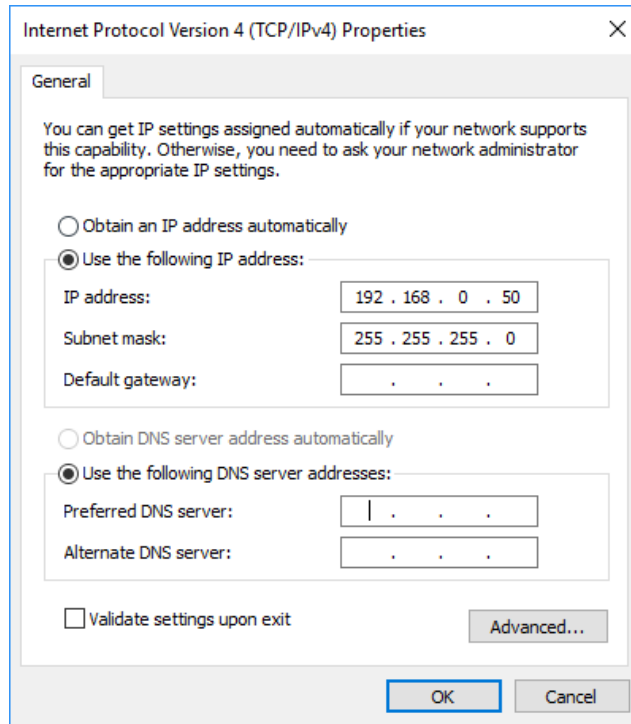 Internet Protocol Version 4 (TCP/IPv4) Properties
General
You can get IP settings assigned automatically if your network supports
this capability. Otherwise, you need to ask your network administrator
for the appropriate IP settings.
Obtain an IP address automatically
Use the following IP address:
IP address: 192 . 168 . 0 . 50
Subnet mask: 255 . 255 . 255 . 0
Default gateway: . . .
Obtain DNS server address automatically
Use the following DNS server addresses:
Preferred DNS server: . . .
Alternate DNS server: . . .
Validate settings upon exit
Advanced...
OK Cancel